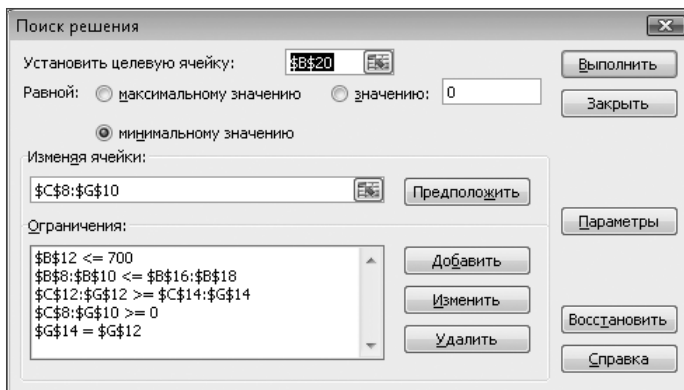 Поиск решения
Установить целевую ячейку: $B$20
Выполнить
Равной: максимальному значению значению: 0
Закрыть
минимальному значению
Изменяя ячейки:
$C$8:$G$10
Предположить
Параметры
Ограничения:
$B$12 <= 700
$B$8:$B$10 <= $B$16:$B$18
$C$12:$G$12 >= $C$14:$G$14
$C$8:$G$10 >= 0
$G$14 = $G$12
Добавить
Изменить
Удалить
Восстановить
Справка